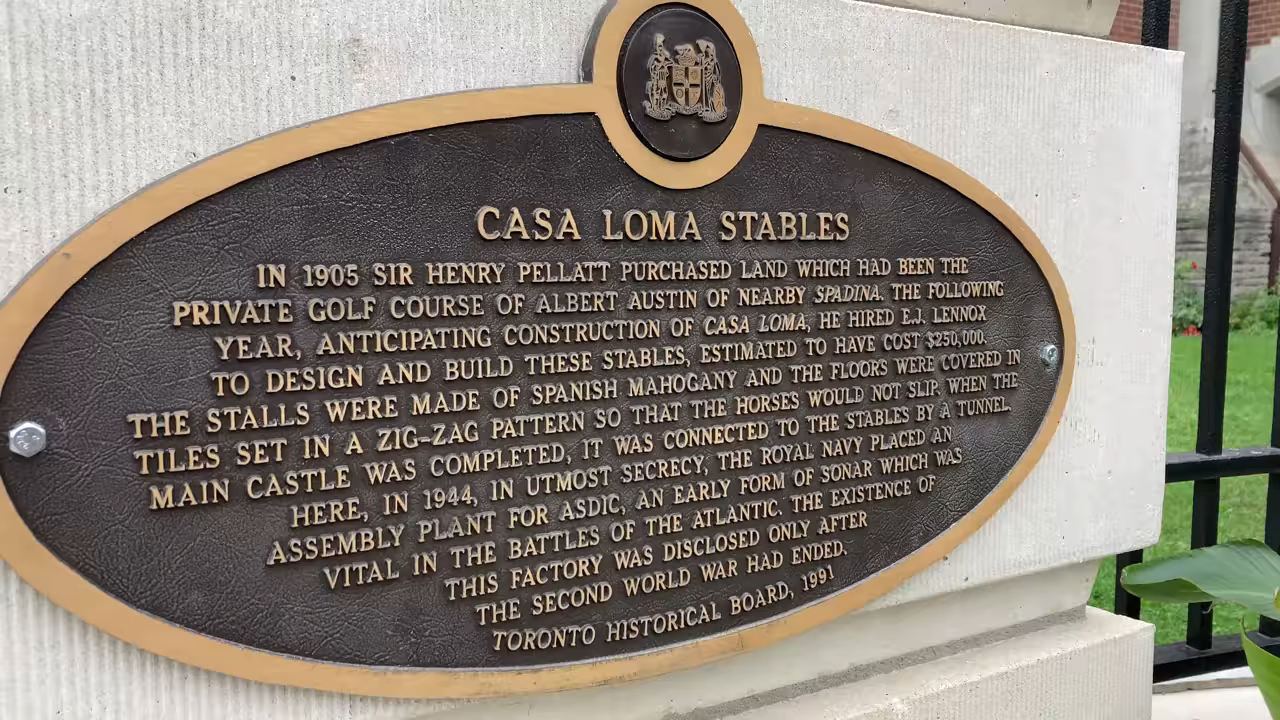 CASA LOMA STABLES
IN 1905 SIR HENRY PELLATT PURCHASED LAND WHICH HAD BEEN THE
PRIVATE GOLF COURSE OF ALBERT AUSTIN OF NEARBY SPADINA. THE FOLLOWING
YEAR, ANTICIPATING CONSTRUCTION OF CASA LOMA, HE HIRED E.J. LENNOX
TO DESIGN AND BUILD THESE STABLES, ESTIMATED TO HAVE COST $250,000.
THE STALLS WERE MADE OF SPANISH MAHOGANY AND THE FLOORS WERE COVERED IN
TILES SET IN A ZIG-ZAG PATTERN SO THAT THE HORSES WOULD NOT SLIP. WHEN THE
MAIN CASTLE WAS COMPLETED, IT WAS CONNECTED TO THE STABLES BY A TUNNEL.
HERE, IN 1944, IN UTMOST SECRECY, THE ROYAL NAVY PLACED AN
ASSEMBLY PLANT FOR ASDIC, AN EARLY FORM OF SONAR WHICH WAS
VITAL IN THE BATTLES OF THE ATLANTIC. THE EXISTENCE OF
THIS FACTORY WAS DISCLOSED ONLY AFTER
THE SECOND WORLD WAR HAD ENDED.
TORONTO HISTORICAL BOARD, 1991